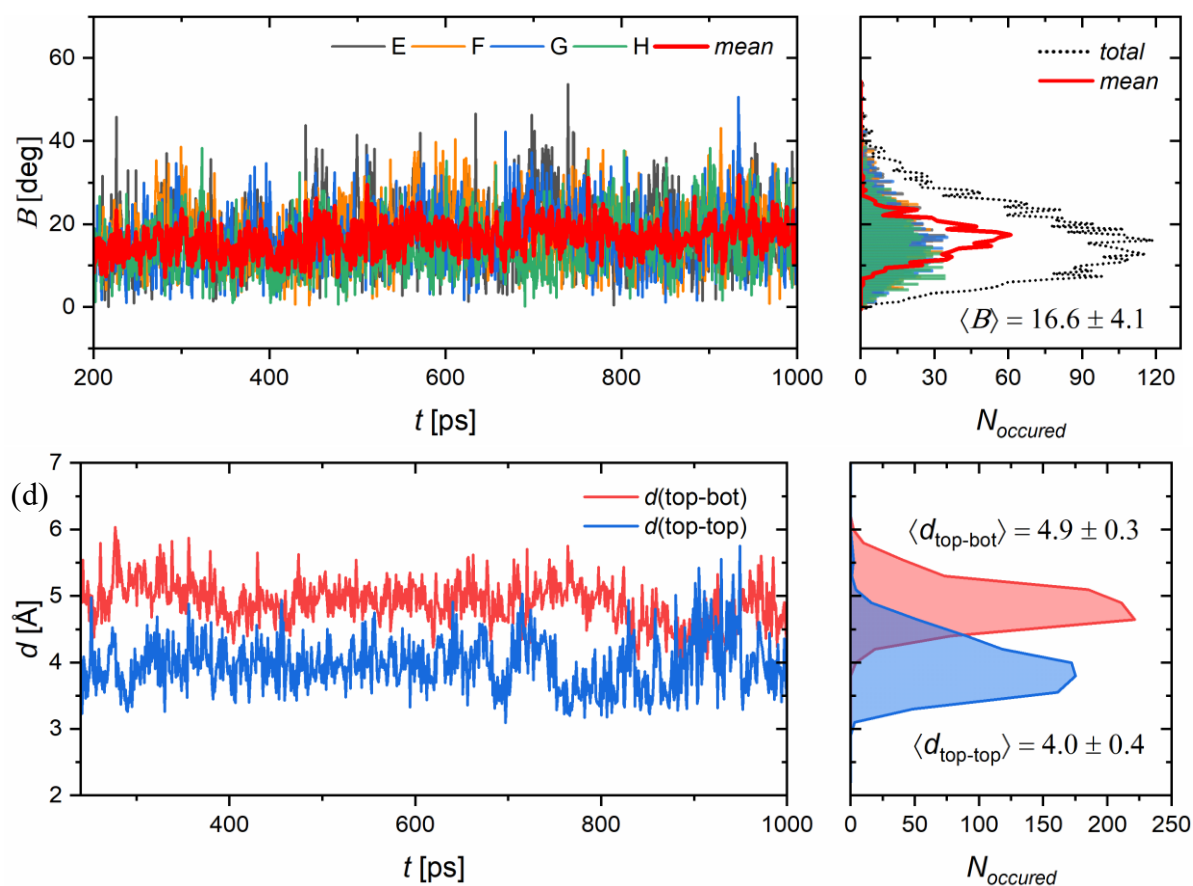 E F G H mean
total
mean
60
40
20
0
B [deg]
⟨B⟩ = 16.6 ± 4.1
200 400 600 800 1000
t [ps]
0 30 60 90 120
N_occured
(d)
7
6
5
4
3
2
d [Å]
d(top-bot)
d(top-top)
⟨d_top-bot⟩ = 4.9 ± 0.3
⟨d_top-top⟩ = 4.0 ± 0.4
400 600 800 1000
t [ps]
0 50 100 150 200 250
N_occured